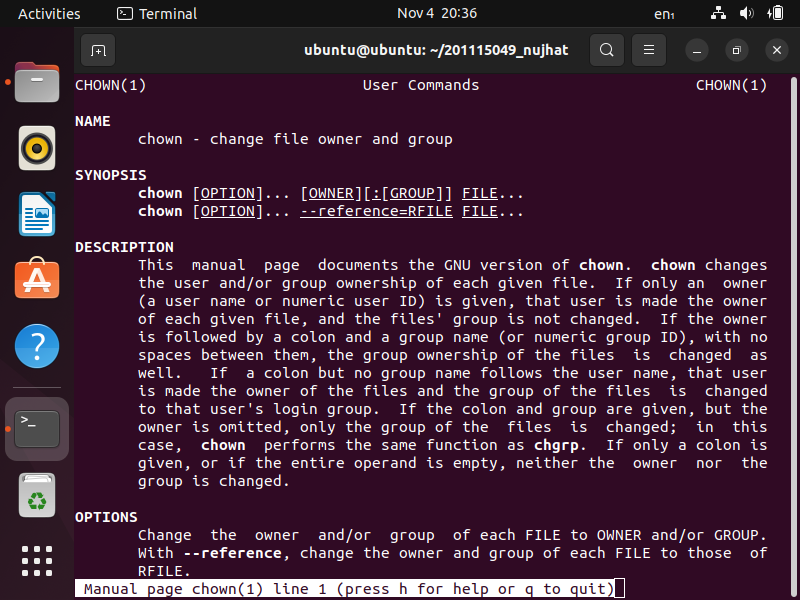 Activities Terminal Nov 4 20:36 en₁
ubuntu@ubuntu: ~/201115049_nujhat
CHOWN(1) User Commands CHOWN(1)
NAME
chown - change file owner and group
SYNOPSIS
chown [OPTION]... [OWNER][:[GROUP]] FILE...
chown [OPTION]... --reference=RFILE FILE...
DESCRIPTION
This manual page documents the GNU version of chown. chown changes
the user and/or group ownership of each given file. If only an owner
(a user name or numeric user ID) is given, that user is made the owner
of each given file, and the files' group is not changed. If the owner
is followed by a colon and a group name (or numeric group ID), with no
spaces between them, the group ownership of the files is changed as
well. If a colon but no group name follows the user name, that user
is made the owner of the files and the group of the files is changed
to that user's login group. If the colon and group are given, but the
owner is omitted, only the group of the files is changed; in this
case, chown performs the same function as chgrp. If only a colon is
given, or if the entire operand is empty, neither the owner nor the
group is changed.
OPTIONS
Change the owner and/or group of each FILE to OWNER and/or GROUP.
With --reference, change the owner and group of each FILE to those of
RFILE.
Manual page chown(1) line 1 (press h for help or q to quit)